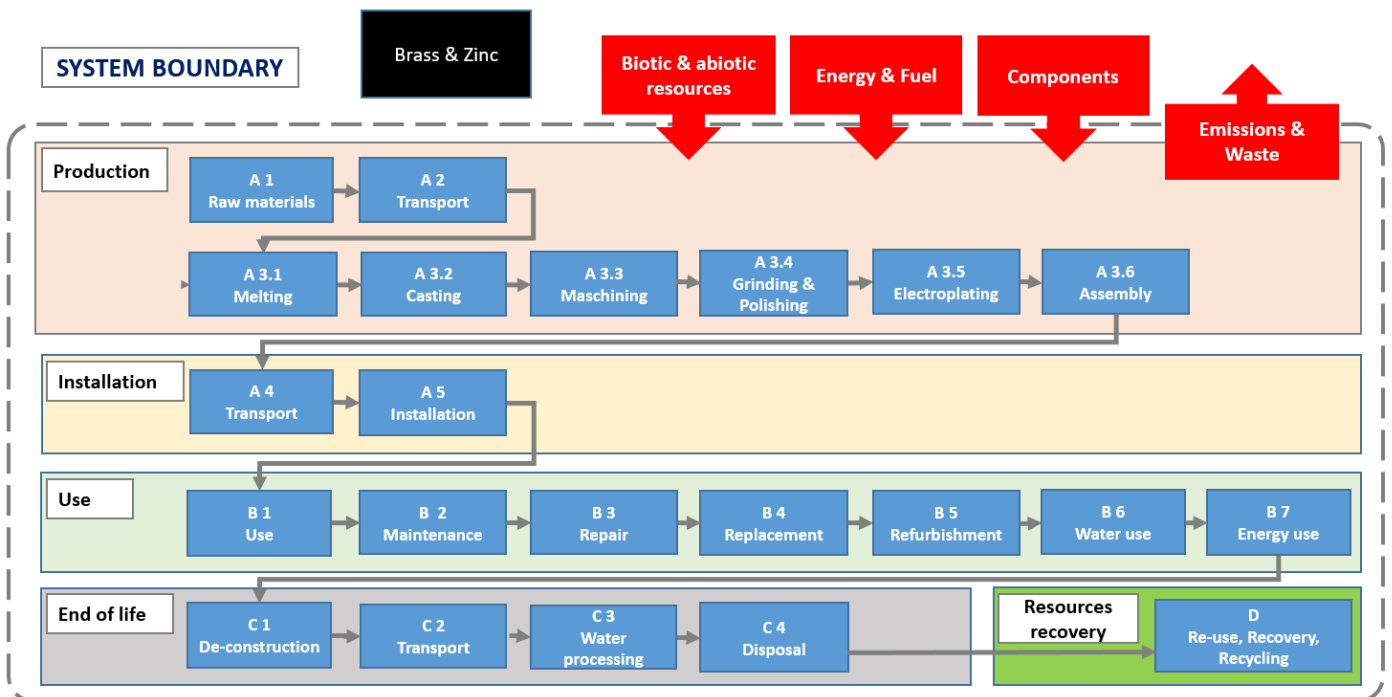 SYSTEM BOUNDARY
Brass & Zinc
Biotic & abiotic
resources
Energy & Fuel
Components
Emissions &
Waste
Production
A 1
Raw materials
A 2
Transport
A 3.1
Melting
A 3.2
Casting
A 3.3
Maschining
A 3.4
Grinding &
Polishing
A 3.5
Electroplating
A 3.6
Assembly
Installation
A 4
Transport
A 5
Installation
Use
B 1
Use
B 2
Maintenance
B 3
Repair
B 4
Replacement
B 5
Refurbishment
B 6
Water use
B 7
Energy use
End of life
C 1
De-construction
C 2
Transport
C 3
Water
processing
C 4
Disposal
Resources
recovery
D
Re-use, Recovery,
Recycling